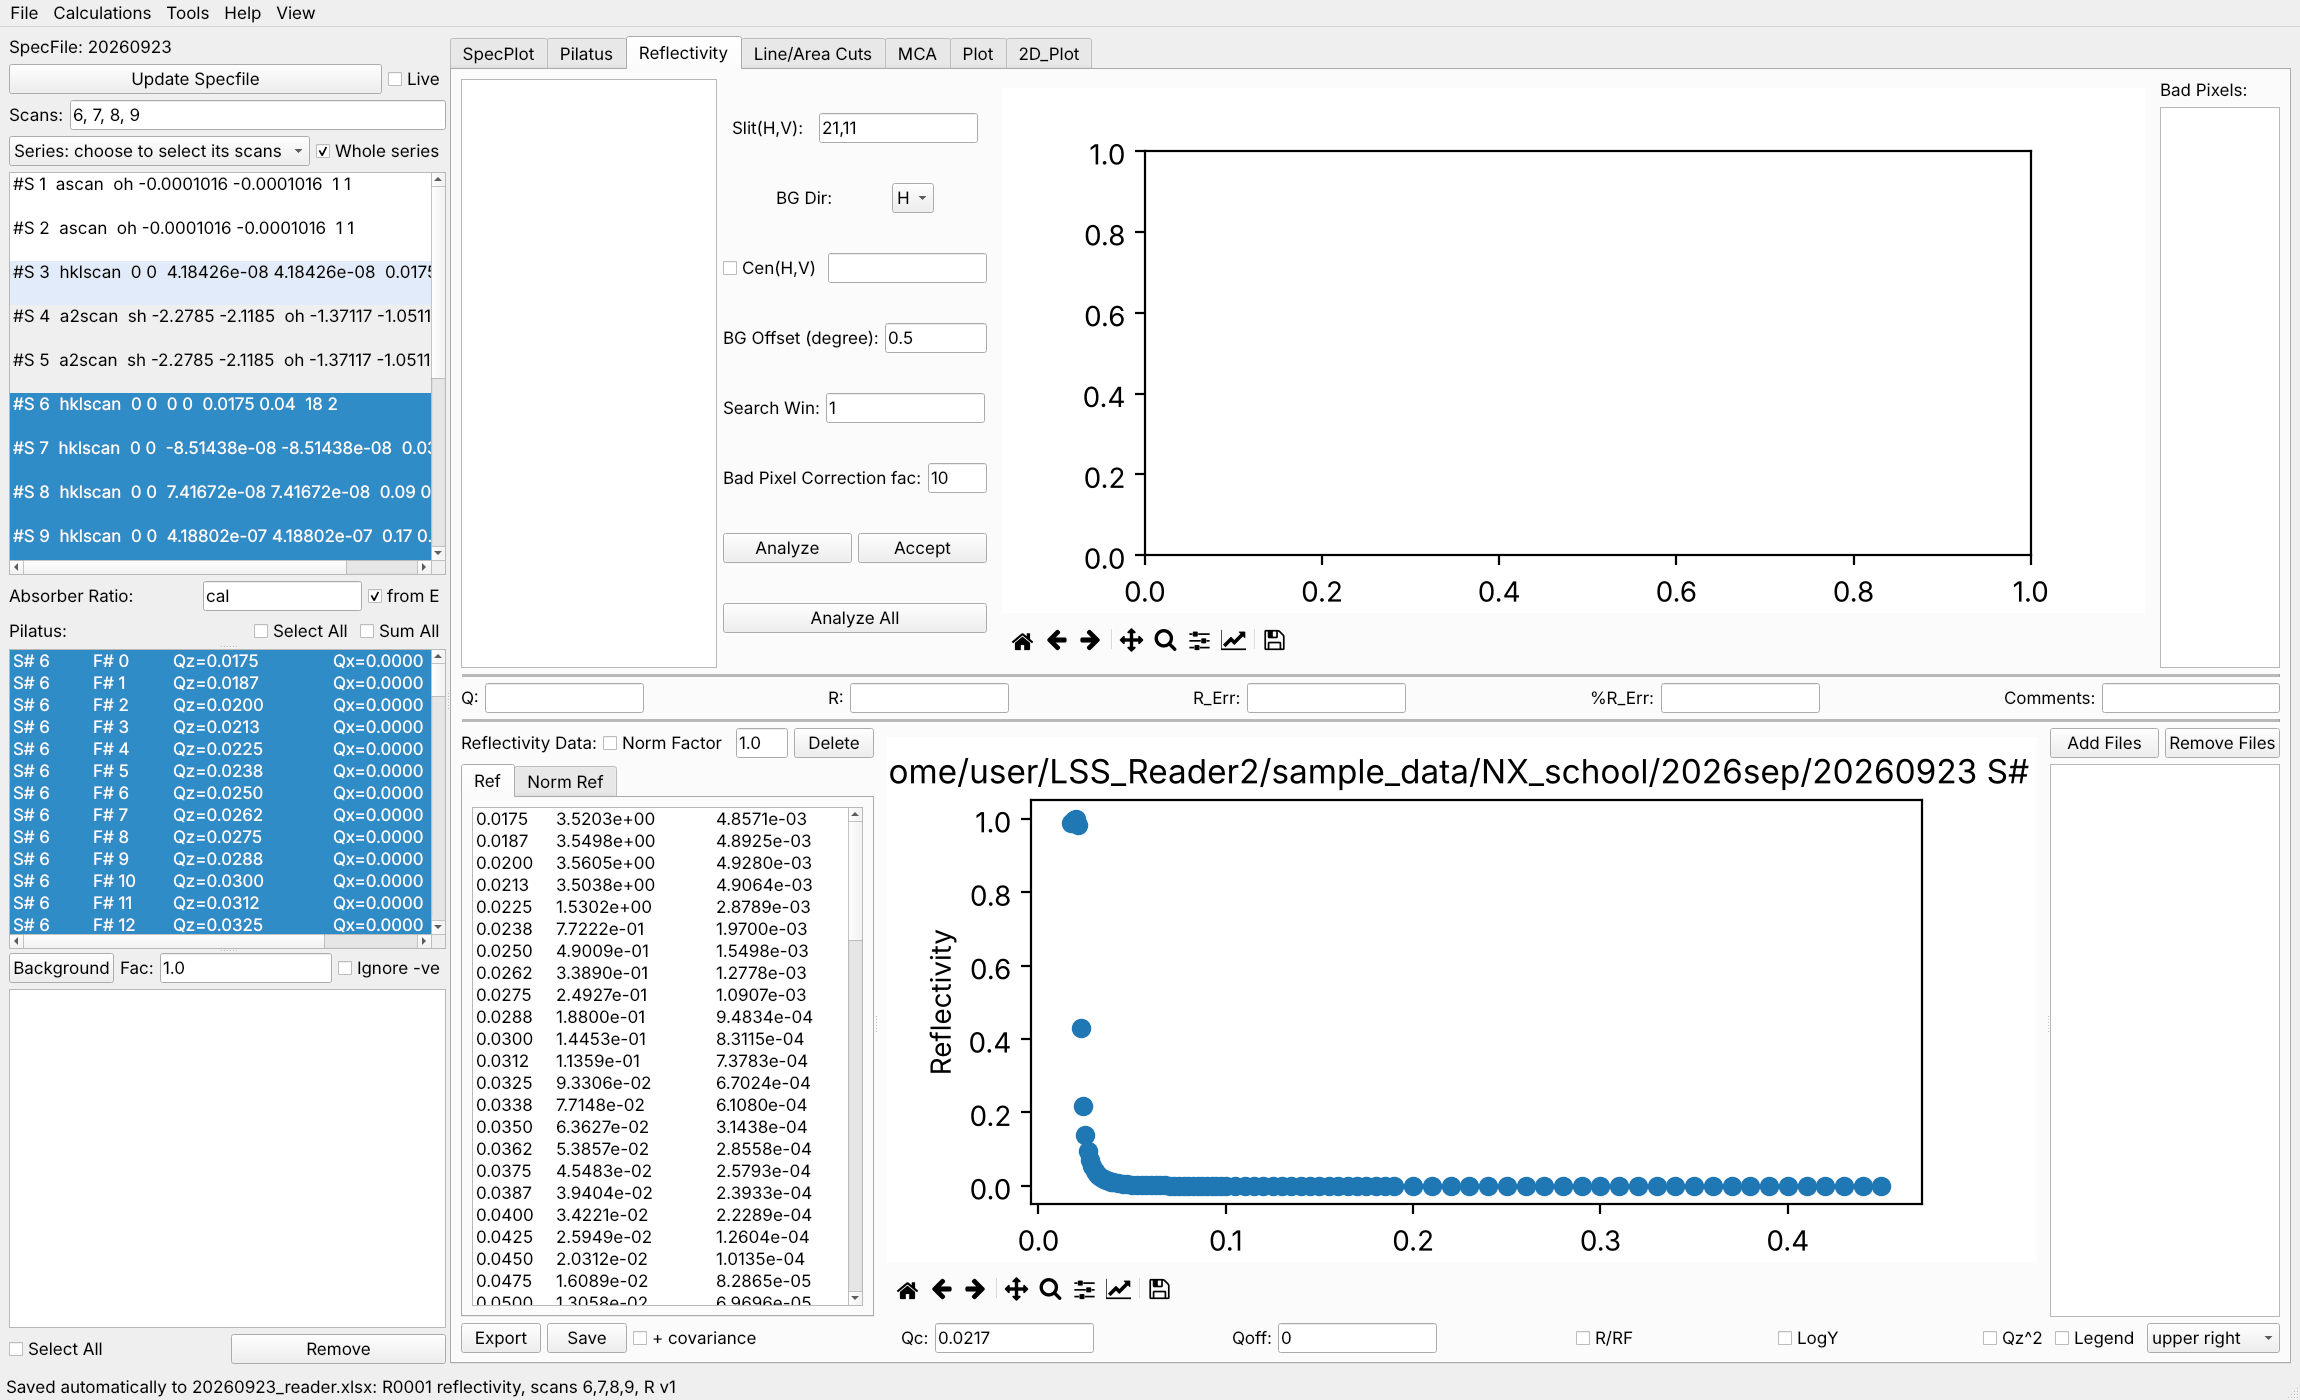 File Calculations Tools Help View
SpecFile: 20260923
Update Specfile Live
Scans: 6, 7, 8, 9
Series: choose to select its scans Whole series
#S 1 ascan oh -0.0001016 -0.0001016 1 1
#S 2 ascan oh -0.0001016 -0.0001016 1 1
#S 3 hklscan 0 0 4.18426e-08 4.18426e-08 0.0175
#S 4 a2scan sh -2.2785 -2.1185 oh -1.37117 -1.0511
#S 5 a2scan sh -2.2785 -2.1185 oh -1.37117 -1.0511
#S 6 hklscan 0 0 0 0 0.0175 0.04 18 2
#S 7 hklscan 0 0 -8.51438e-08 -8.51438e-08 0.03
#S 8 hklscan 0 0 7.41672e-08 7.41672e-08 0.09 0
#S 9 hklscan 0 0 4.18802e-07 4.18802e-07 0.17 0.
Absorber Ratio: cal from E
Pilatus: Select All Sum All
S# 6 F# 0 Qz=0.0175 Qx=0.0000
S# 6 F# 1 Qz=0.0187 Qx=0.0000
S# 6 F# 2 Qz=0.0200 Qx=0.0000
S# 6 F# 3 Qz=0.0213 Qx=0.0000
S# 6 F# 4 Qz=0.0225 Qx=0.0000
S# 6 F# 5 Qz=0.0238 Qx=0.0000
S# 6 F# 6 Qz=0.0250 Qx=0.0000
S# 6 F# 7 Qz=0.0262 Qx=0.0000
S# 6 F# 8 Qz=0.0275 Qx=0.0000
S# 6 F# 9 Qz=0.0288 Qx=0.0000
S# 6 F# 10 Qz=0.0300 Qx=0.0000
S# 6 F# 11 Qz=0.0312 Qx=0.0000
S# 6 F# 12 Qz=0.0325 Qx=0.0000
Background Fac: 1.0 Ignore -ve
Select All Remove
SpecPlot Pilatus Reflectivity Line/Area Cuts MCA Plot 2D_Plot
Slit(H,V): 21,11
BG Dir: H
Cen(H,V)
BG Offset (degree): 0.5
Search Win: 1
Bad Pixel Correction fac: 10
Analyze Accept
Analyze All
1.0
0.8
0.6
0.4
0.2
0.0
0.0 0.2 0.4 0.6 0.8 1.0
Bad Pixels:
Q: R: R_Err: %R_Err: Comments:
Reflectivity Data: Norm Factor 1.0 Delete
Ref Norm Ref
0.0175 3.5203e+00 4.8571e-03
0.0187 3.5498e+00 4.8925e-03
0.0200 3.5605e+00 4.9280e-03
0.0213 3.5038e+00 4.9064e-03
0.0225 1.5302e+00 2.8789e-03
0.0238 7.7222e-01 1.9700e-03
0.0250 4.9009e-01 1.5498e-03
0.0262 3.3890e-01 1.2778e-03
0.0275 2.4927e-01 1.0907e-03
0.0288 1.8800e-01 9.4834e-04
0.0300 1.4453e-01 8.3115e-04
0.0312 1.1359e-01 7.3783e-04
0.0325 9.3306e-02 6.7024e-04
0.0338 7.7148e-02 6.1080e-04
0.0350 6.3627e-02 3.1438e-04
0.0362 5.3857e-02 2.8558e-04
0.0375 4.5483e-02 2.5793e-04
0.0387 3.9404e-02 2.3933e-04
0.0400 3.4221e-02 2.2289e-04
0.0425 2.5949e-02 1.2604e-04
0.0450 2.0312e-02 1.0135e-04
0.0475 1.6089e-02 8.2865e-05
0.0500 1.3058e-02 6.9696e-05
Export Save + covariance
ome/user/LSS_Reader2/sample_data/NX_school/2026sep/20260923 S#
Reflectivity
1.0
0.8
0.6
0.4
0.2
0.0
0.0 0.1 0.2 0.3 0.4
Add Files Remove Files
Qc: 0.0217 Qoff: 0 R/RF LogY Qz^2 Legend upper right
Saved automatically to 20260923_reader.xlsx: R0001 reflectivity, scans 6,7,8,9, R v1